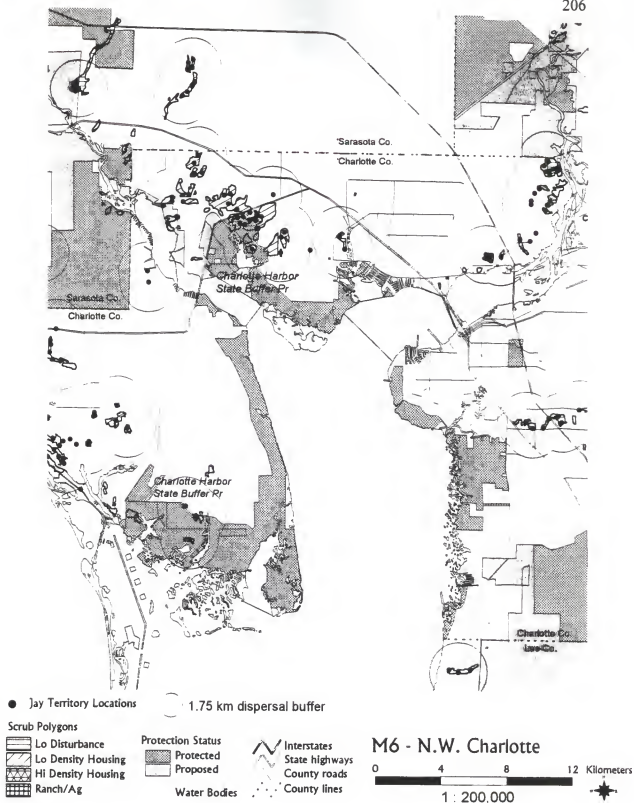 206
Sarasota Co.
Charlotte Co.
Charlotte Harbor
State Buffer Pr
Sarasota Co.
Charlotte Co.
Charlotte Harbor
State Buffer Pr
Charlotte Co.
Lee Co.
Jay Territory Locations
1.75 km dispersal buffer
Scrub Polygons
Lo Disturbance
Lo Density Housing
Hi Density Housing
Ranch/Ag
Protection Status
Protected
Proposed
Water Bodies
Interstates
State highways
County roads
County lines
M6 - N.W. Charlotte
0 4 8 12 Kilometers
1 : 200,000